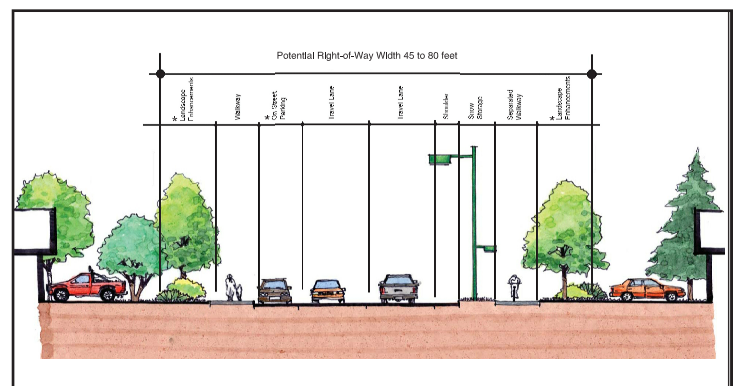 Potential Right-of-Way Width 45 to 80 feet
* Landscape
Enhancements
Walkway
* On Street
Parking
Travel Lane
Travel Lane
Shoulder
Snow
Storage
Separated
Walkway
* Landscape
Enhancements